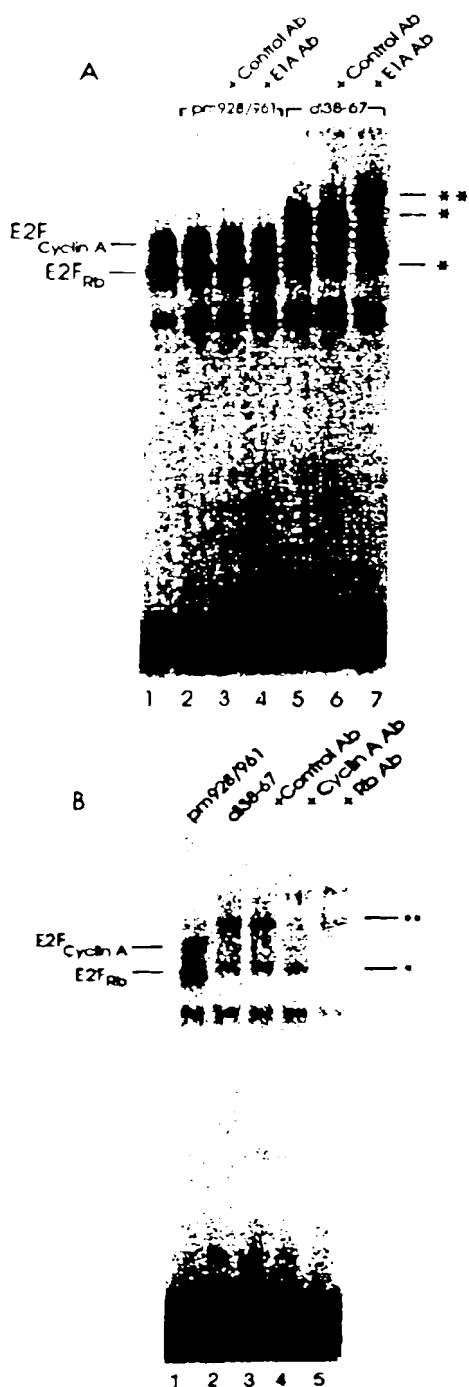 A
+ Control Ab
+ E1A Ab
+ Control Ab
+ E1A Ab
pm928/961
dl38-67
E2F Cyclin A
E2F Rb
* *
*
*
1 2 3 4 5 6 7
B
pm928/961
dl38-67
+ Control Ab
+ Cyclin A Ab
+ Rb Ab
E2F Cyclin A
E2F Rb
**
*
1 2 3 4 5